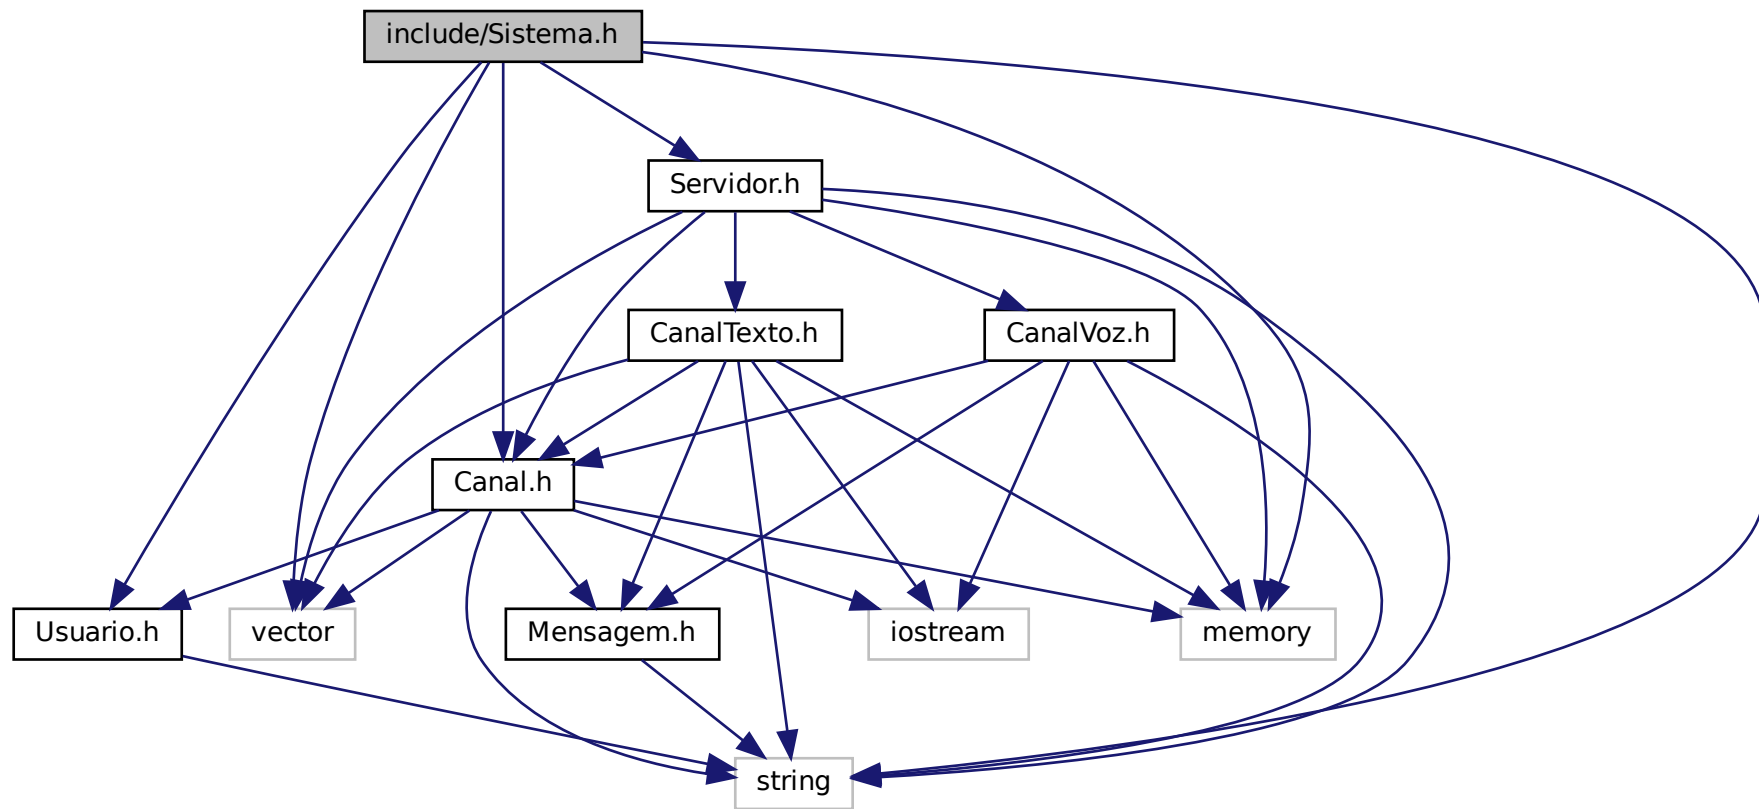 include/Sistema.h
Servidor.h
CanalTexto.h
CanalVoz.h
Canal.h
Usuario.h
vector
Mensagem.h
iostream
memory
string